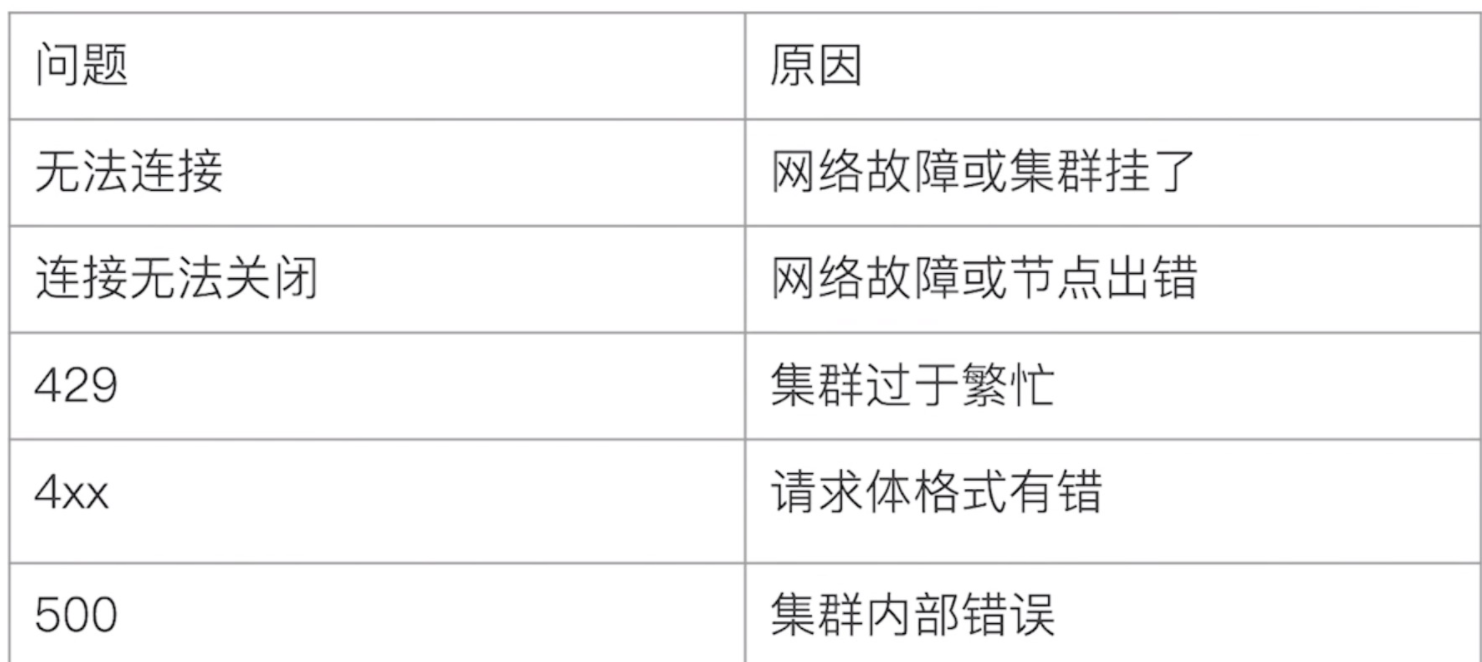 问题
原因
无法连接
网络故障或集群挂了
连接无法关闭
网络故障或节点出错
429
集群过于繁忙
4xx
请求体格式有错
500
集群内部错误